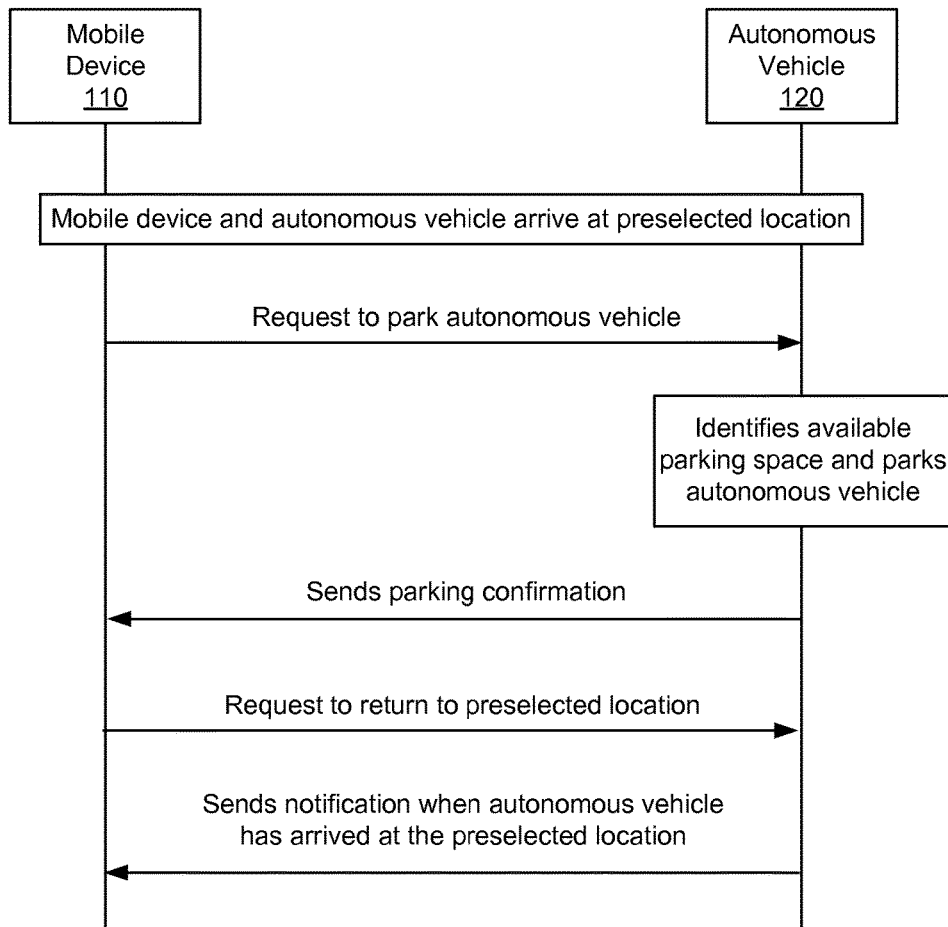 Mobile
Device
110
Autonomous
Vehicle
120
Mobile device and autonomous vehicle arrive at preselected location
Request to park autonomous vehicle
Identifies available
parking space and parks
autonomous vehicle
Sends parking confirmation
Request to return to preselected location
Sends notification when autonomous vehicle
has arrived at the preselected location